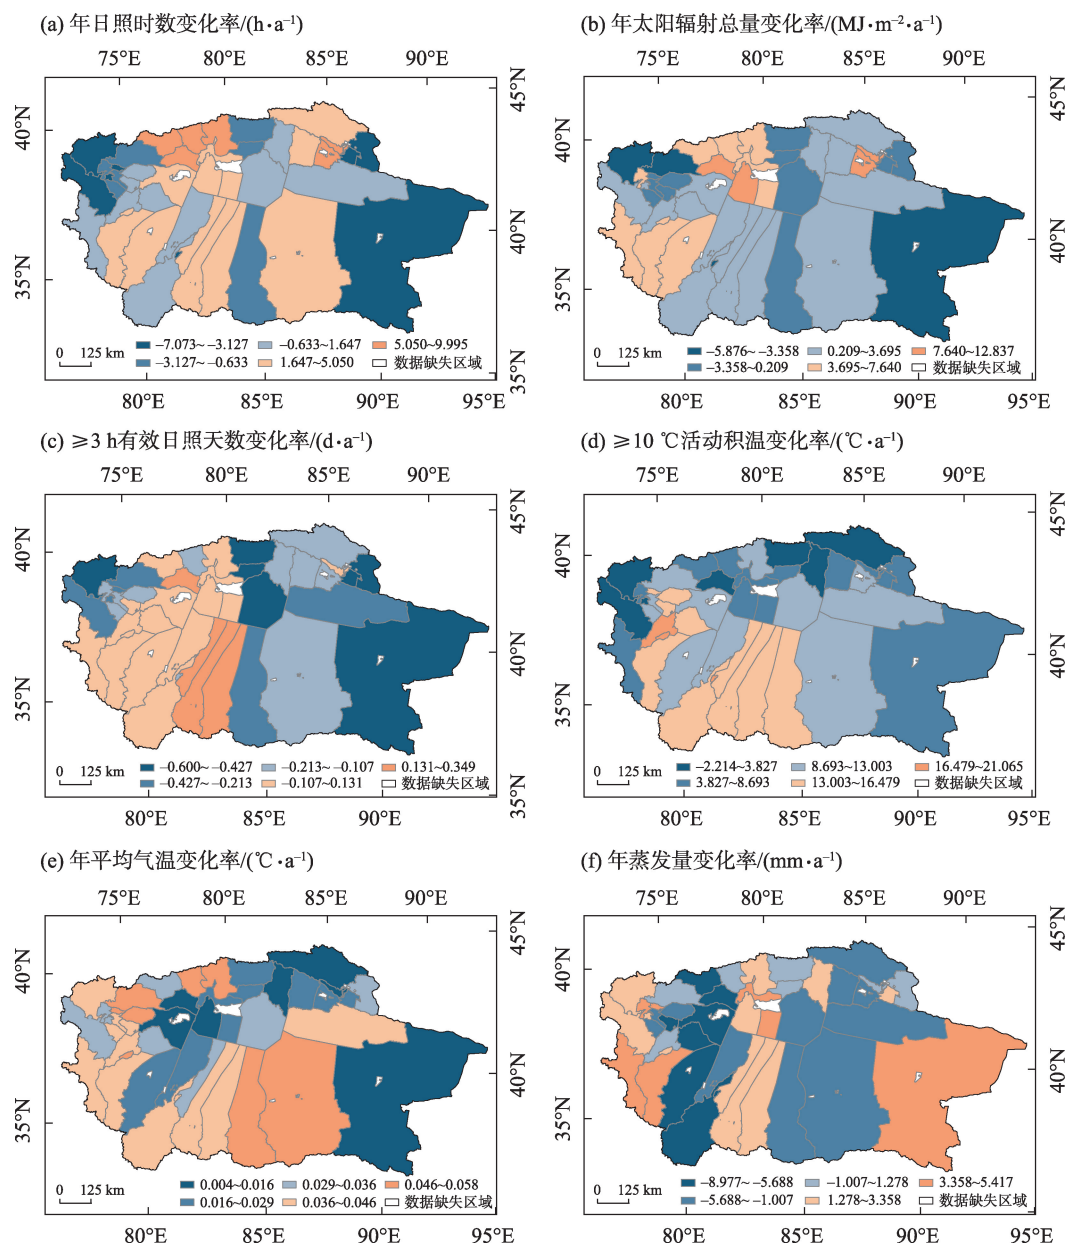 (a) 年日照时数变化率/(h·a⁻¹)
75°E 80°E 85°E 90°E
45°N
40°N
40°N
35°N
35°N
0 125 km
−7.073~ −3.127 −0.633~1.647 5.050~9.995
−3.127~ −0.633 1.647~5.050 数据缺失区域
80°E 85°E 90°E 95°E
(b) 年太阳辐射总量变化率/(MJ·m⁻²·a⁻¹)
75°E 80°E 85°E 90°E
45°N
40°N
40°N
35°N
0 125 km
−5.876~ −3.358 0.209~3.695 7.640~12.837
−3.358~0.209 3.695~7.640 数据缺失区域
80°E 85°E 90°E 95°E
(c) ≥3 h有效日照天数变化率/(d·a⁻¹)
75°E 80°E 85°E 90°E
45°N
40°N
40°N
35°N
35°N
0 125 km
−0.600~ −0.427 −0.213~ −0.107 0.131~0.349
−0.427~ −0.213 −0.107~0.131 数据缺失区域
80°E 85°E 90°E 95°E
(d) ≥10 ℃活动积温变化率/(℃·a⁻¹)
75°E 80°E 85°E 90°E
45°N
40°N
40°N
35°N
0 125 km
−2.214~3.827 8.693~13.003 16.479~21.065
3.827~8.693 13.003~16.479 数据缺失区域
80°E 85°E 90°E 95°E
(e) 年平均气温变化率/(℃·a⁻¹)
75°E 80°E 85°E 90°E
45°N
40°N
40°N
35°N
0 125 km
0.004~0.016 0.029~0.036 0.046~0.058
0.016~0.029 0.036~0.046 数据缺失区域
80°E 85°E 90°E 95°E
(f) 年蒸发量变化率/(mm·a⁻¹)
75°E 80°E 85°E 90°E
45°N
40°N
40°N
35°N
0 125 km
−8.977~ −5.688 −1.007~1.278 3.358~5.417
−5.688~ −1.007 1.278~3.358 数据缺失区域
80°E 85°E 90°E 95°E